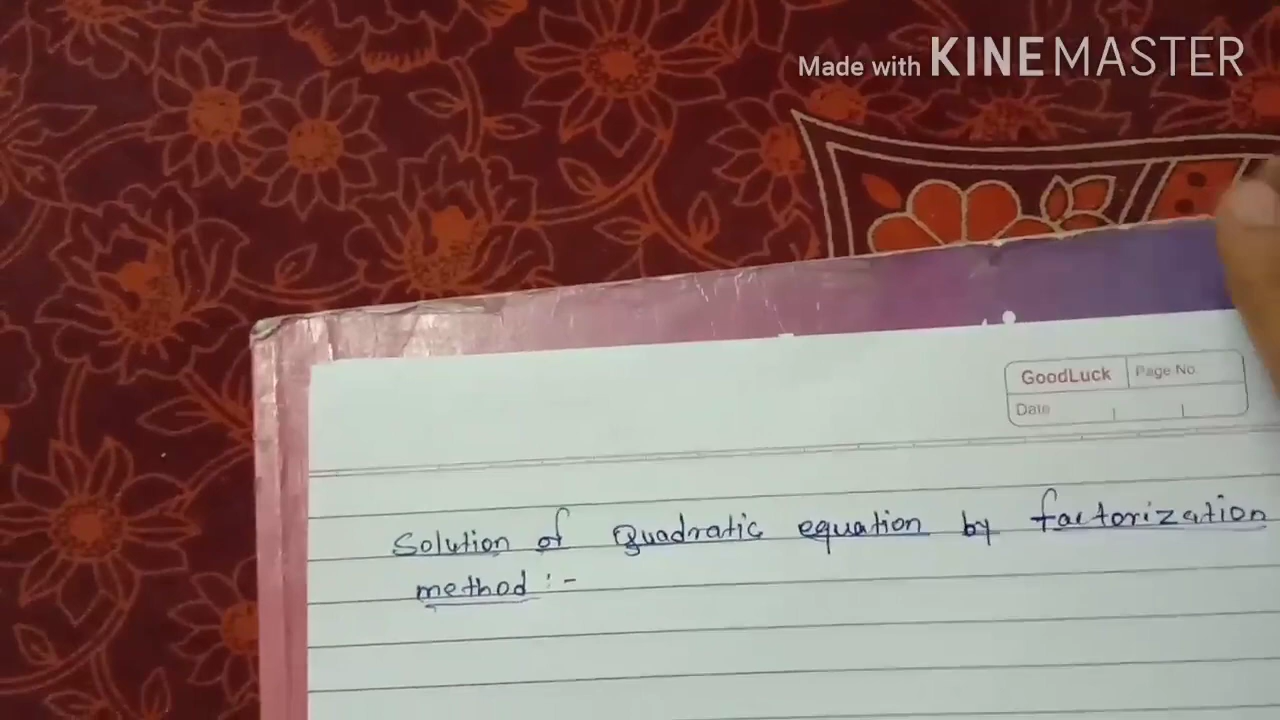 Made with KINEMASTER
GoodLuck
Page No.
Date
Solution of Quadratic equation by factorization
method :-